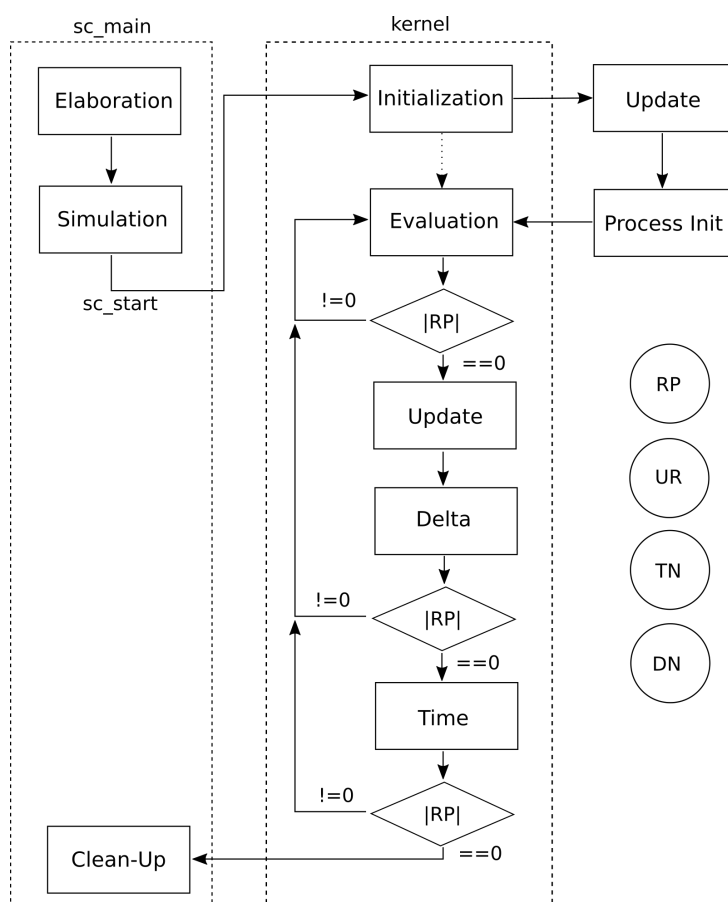 sc_main
kernel
Elaboration
Initialization
Update
Simulation
Evaluation
Process Init
sc_start
!=0
|RP|
==0
RP
Update
UR
Delta
TN
!=0
|RP|
==0
DN
Time
!=0
|RP|
==0
Clean-Up